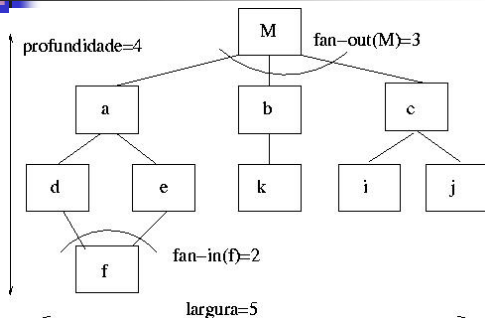 M
profundidade=4
fan-out(M)=3
a
b
c
d
e
k
i
j
fan-in(f)=2
f
largura=5